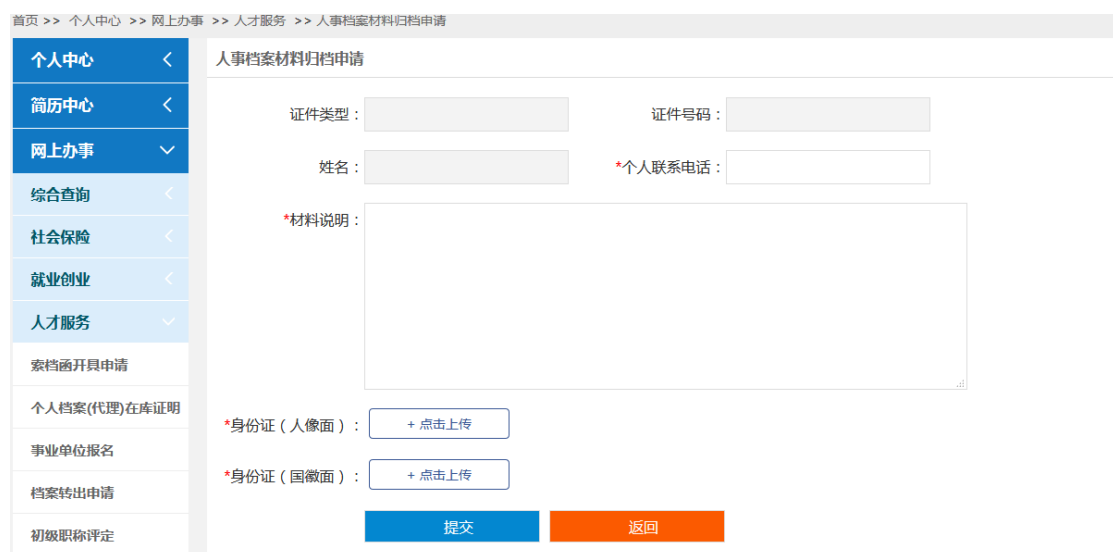 首页 >> 个人中心 >> 网上办事 >> 人才服务 >> 人事档案材料归档申请
个人中心
简历中心
网上办事
综合查询
社会保险
就业创业
人才服务
索档函开具申请
个人档案(代理)在库证明
事业单位报名
档案转出申请
初级职称评定
人事档案材料归档申请
证件类型： 证件号码：
姓名： *个人联系电话：
*材料说明：
*身份证（人像面）： + 点击上传
*身份证（国徽面）： + 点击上传
提交 返回